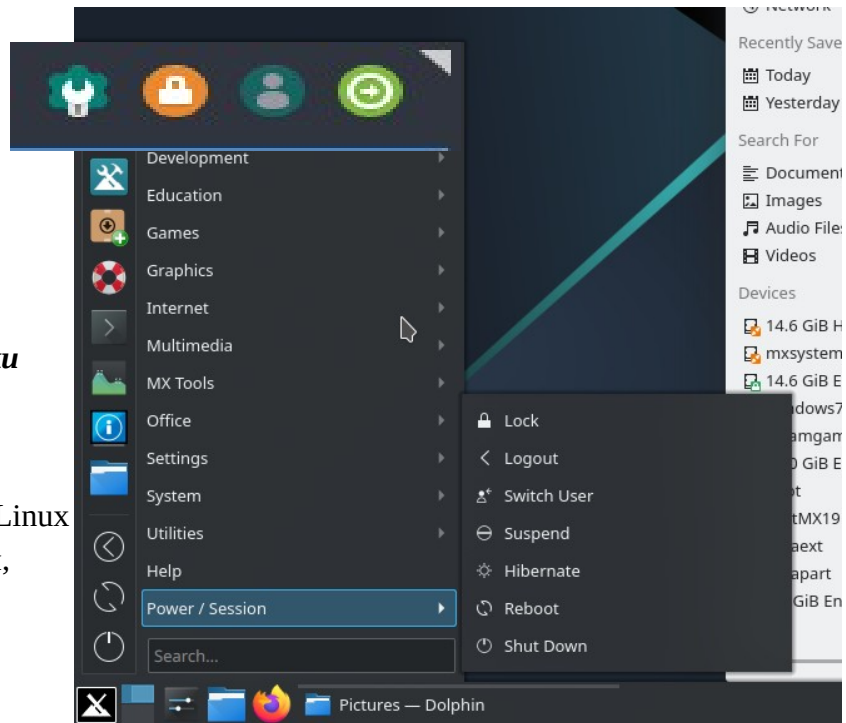 Network
Recently Save
Today
Yesterday
Search For
Document
Images
Audio Files
Videos
Devices
14.6 GiB H
mxsystem
14.6 GiB E
dows7
amgam
GiB E
tMX19
aext
apart
GiB En
Development
Education
Games
Graphics
Internet
Multimedia
MX Tools
Office
Settings
System
Utilities
Help
Power / Session
Search...
Lock
Logout
Switch User
Suspend
Hibernate
Reboot
Shut Down
Linux
Pictures — Dolphin